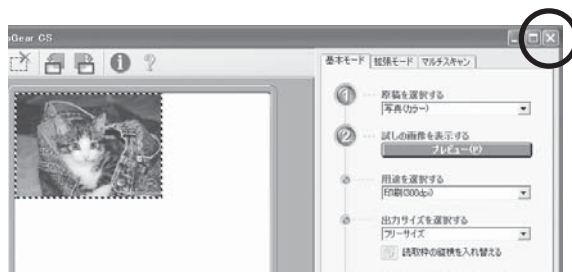 nGear CS
基本モード 拡張モード マルチスキャン
① 原稿を選択する
写真(カラー)
② 試しの画像を表示する
プレビュー(P)
用途を選択する
印刷(300dpi)
出力サイズを選択する
フリーサイズ
読取枠の縦横を入れ替える